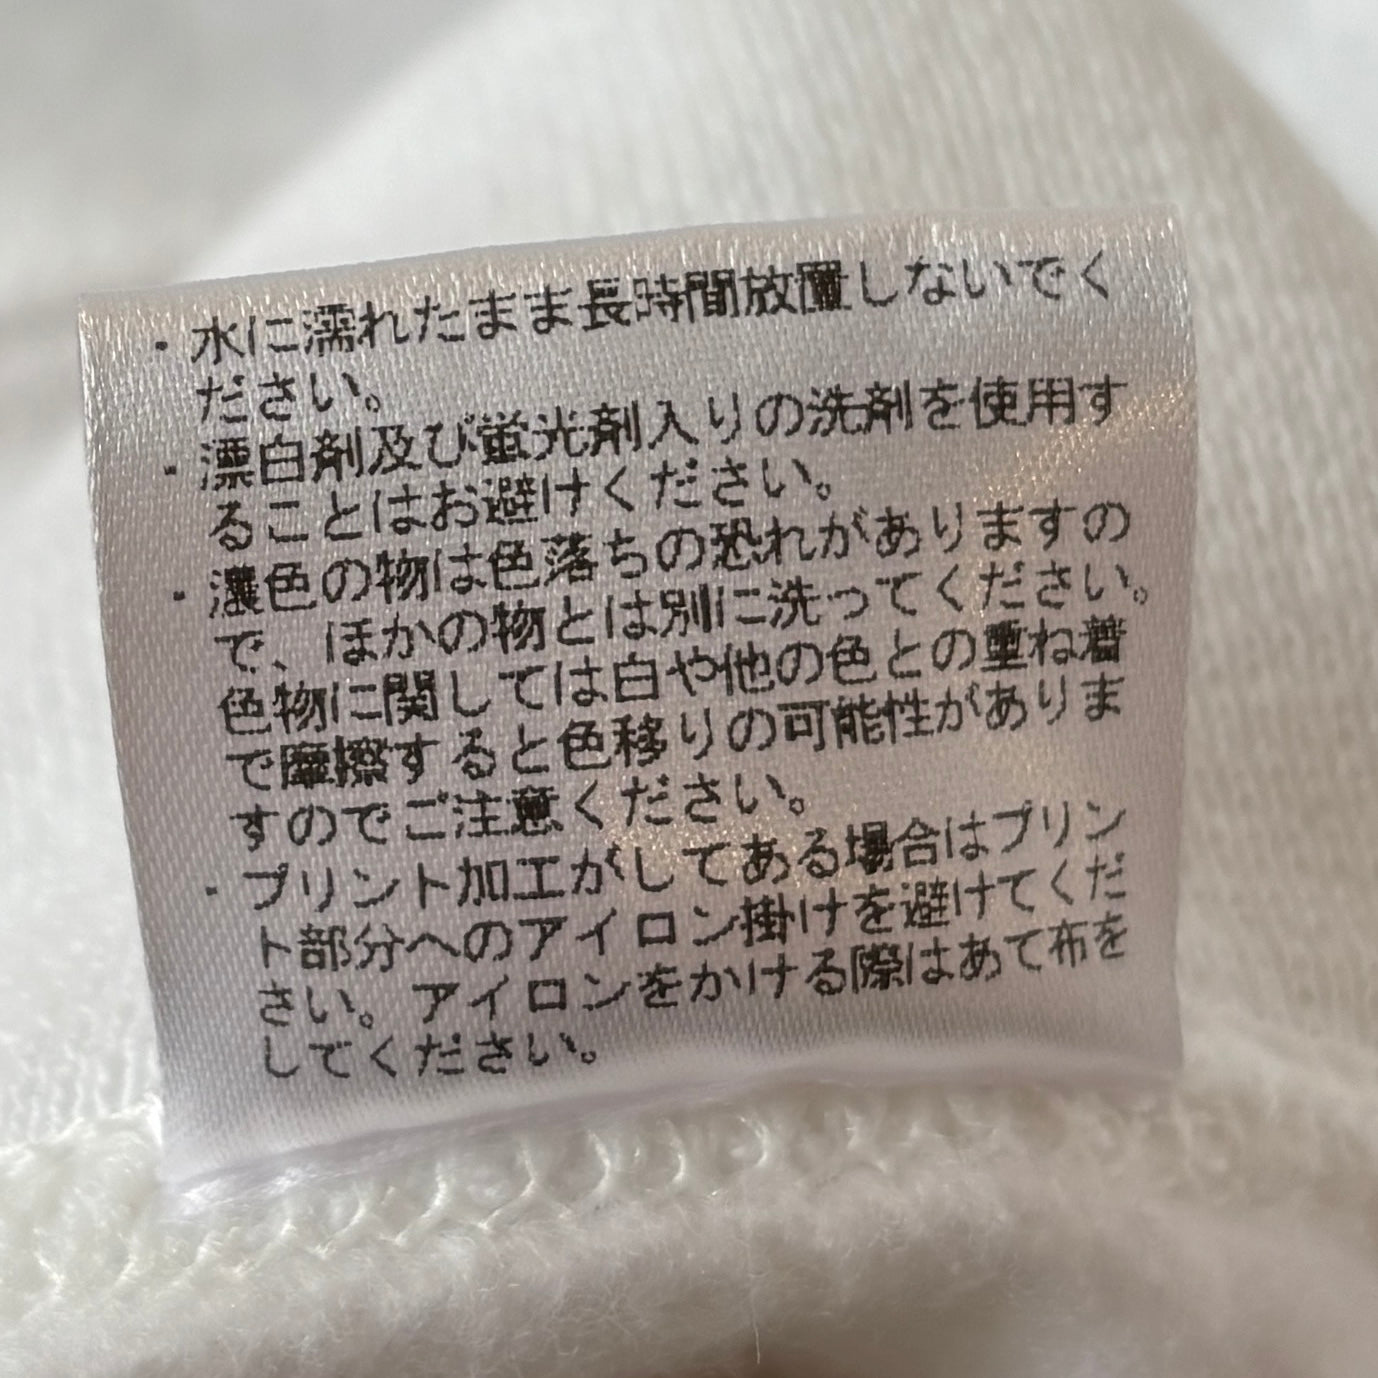 ・水に濡れたまま長時間放置しないでく
ださい。
・漂白剤及び蛍光剤入りの洗剤を使用す
ることはお避けください。
・濃色の物は色落ちの恐れがありますの
で、ほかの物とは別に洗ってください。
色物に関しては白や他の色との重ね着
で摩擦すると色移りの可能性がありま
すのでご注意ください。
・プリント加工がしてある場合はプリン
ト部分へのアイロン掛けを避けてくだ
さい。アイロンをかける際はあて布を
してください。